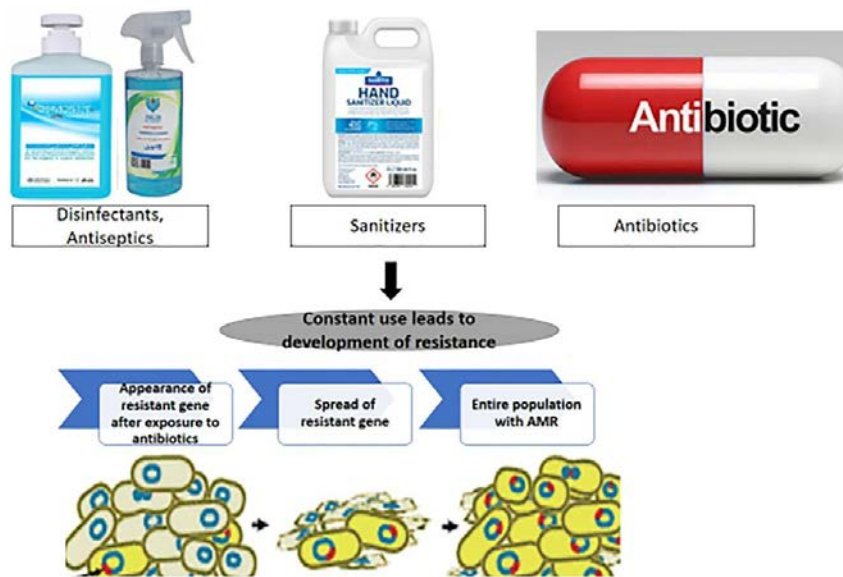 HAND
SANITIZER LIQUID
Antibiotic
Disinfectants,
Antiseptics
Sanitizers
Antibiotics
Constant use leads to
development of resistance
Appearance of
resistant gene
after exposure to
antibiotics
Spread of
resistant gene
Entire population
with AMR